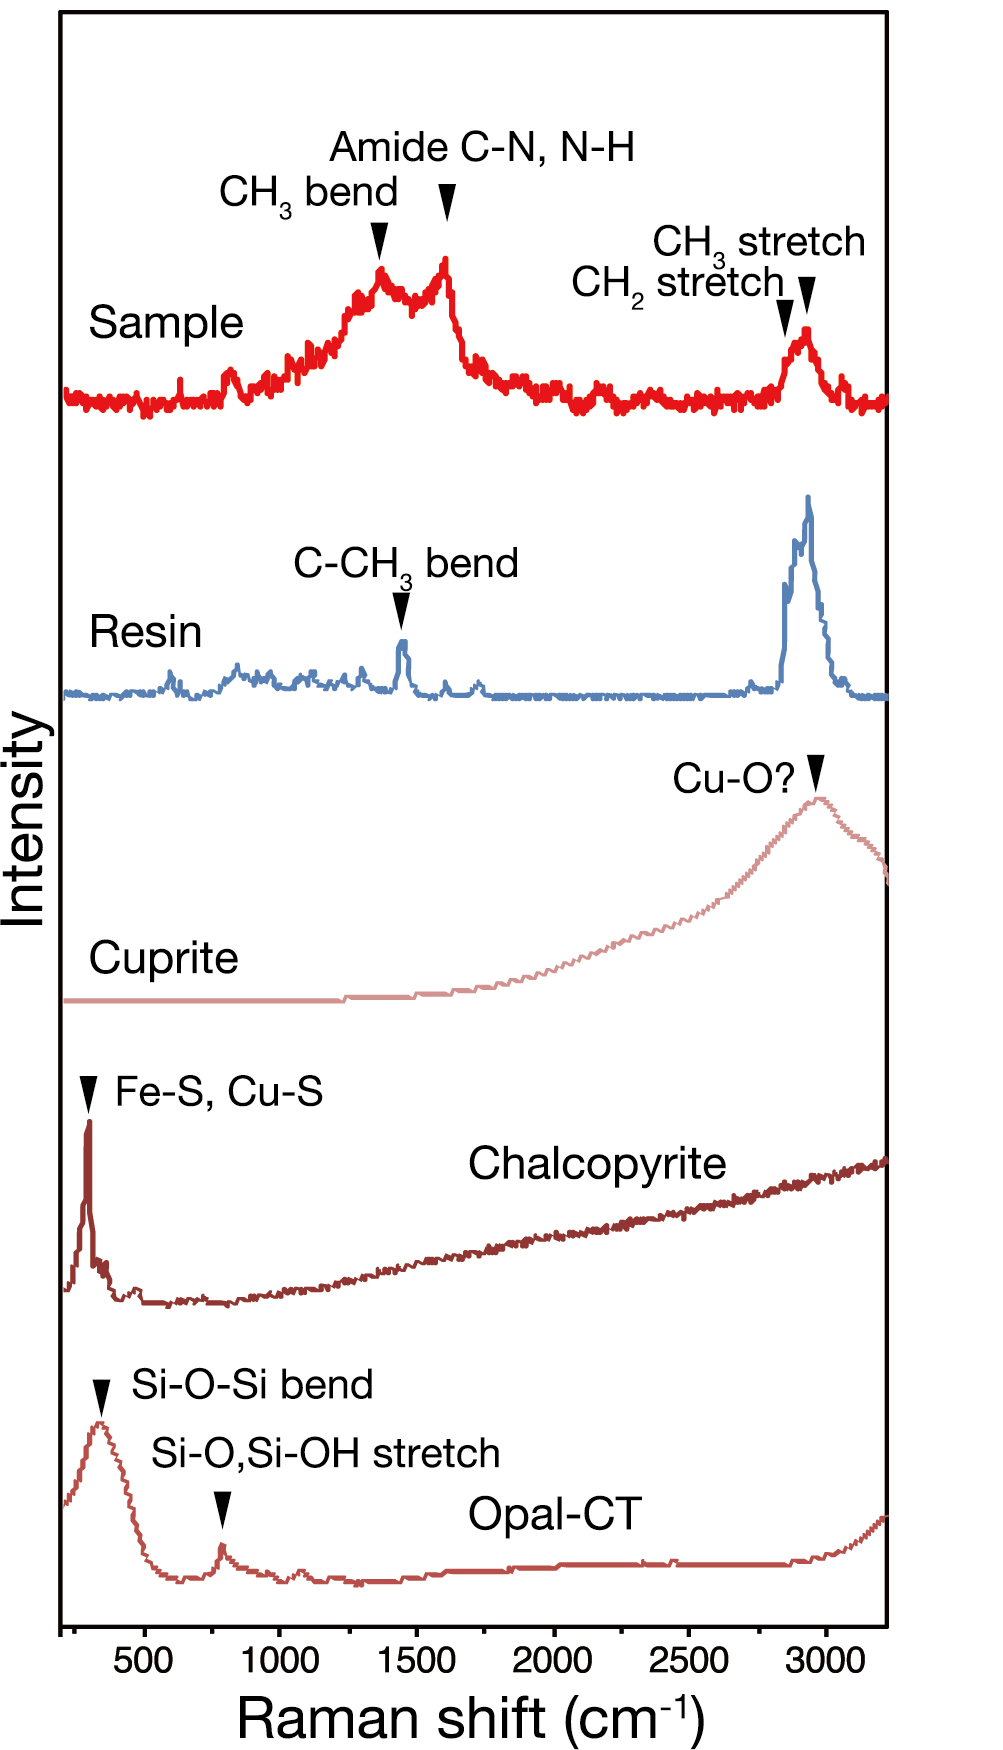 Amide C-N, N-H
CH₃ bend
CH₃ stretch
CH₂ stretch
Sample
C-CH₃ bend
Resin
Cu-O?
Cuprite
Fe-S, Cu-S
Chalcopyrite
Si-O-Si bend
Si-O,Si-OH stretch
Opal-CT
Intensity
500 1000 1500 2000 2500 3000
Raman shift (cm⁻¹)